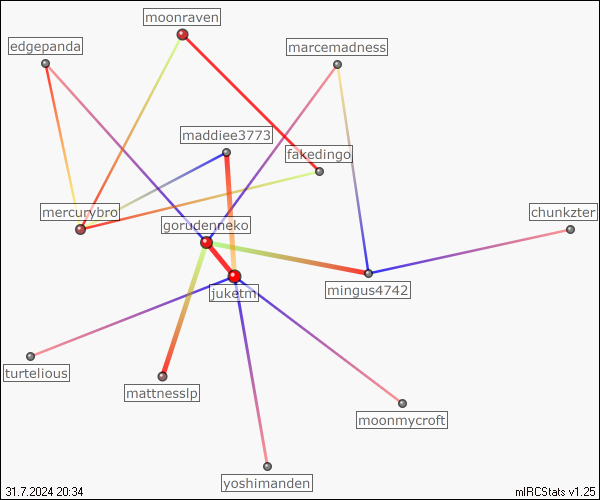 moonraven
edgepanda
marcemadness
maddiee3773
fakedingo
mercurybro
chunkzter
gorudenneko
mingus4742
juketm
turtelious
mattnesslp
moonmycroft
yoshimanden
31.7.2024 20:34
mIRCStats v1.25